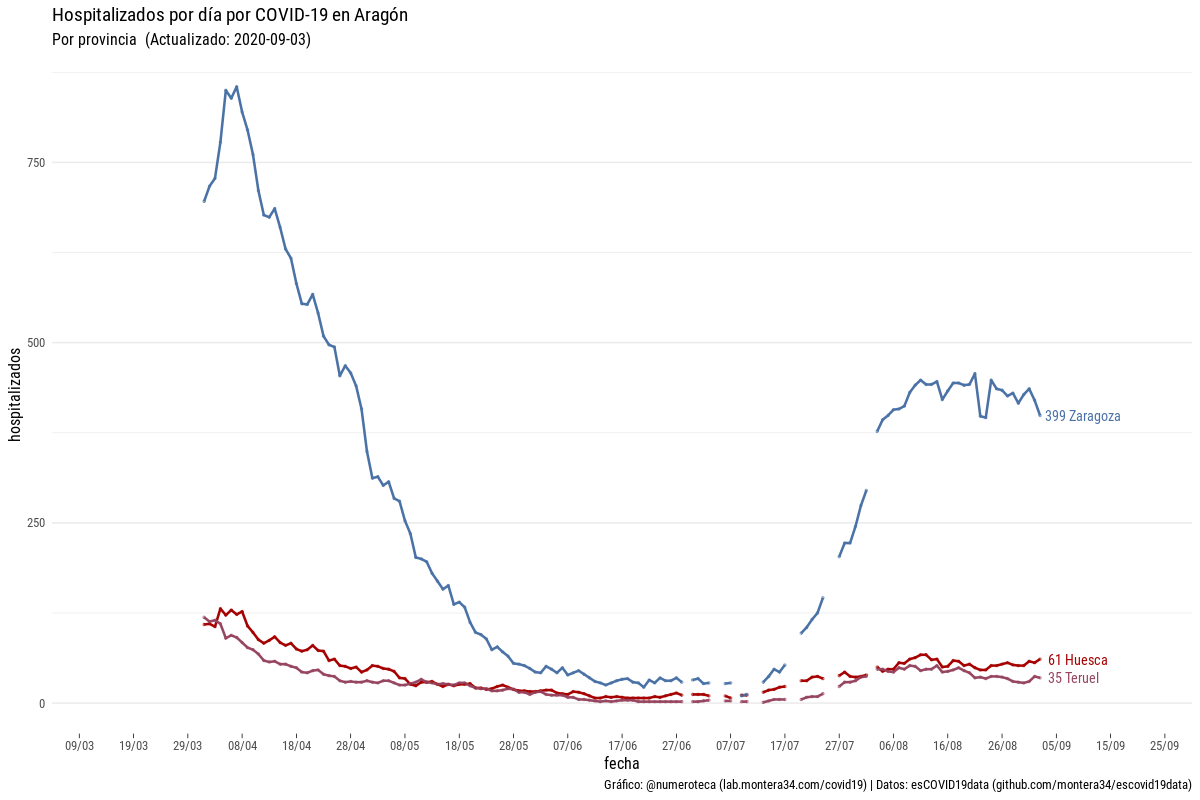 Hospitalizados por día por COVID-19 en Aragón
Por provincia (Actualizado: 2020-09-03)
hospitalizados
750
500
250
0
399 Zaragoza
61 Huesca
35 Teruel
09/03 19/03 29/03 08/04 18/04 28/04 08/05 18/05 28/05 07/06 17/06 27/06 07/07 17/07 27/07 06/08 16/08 26/08 05/09 15/09 25/09
fecha
Gráfico: @numeroteca (lab.montera34.com/covid19) | Datos: esCOVID19data (github.com/montera34/escovid19data)